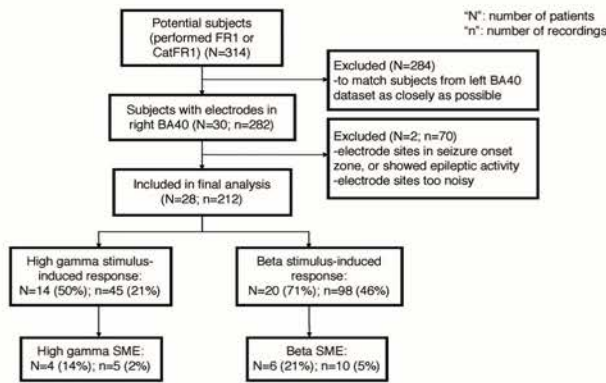 Potential subjects
(performed FR1 or
CatFR1) (N=314)
"N": number of patients
"n": number of recordings
Excluded (N=284)
-to match subjects from left BA40
dataset as closely as possible
Subjects with electrodes in
right BA40 (N=30; n=282)
Excluded (N=2; n=70)
-electrode sites in seizure onset
zone, or showed epileptic activity
-electrode sites too noisy
Included in final analysis
(N=28; n=212)
High gamma stimulus-
induced response:
N=14 (50%); n=45 (21%)
Beta stimulus-induced
response:
N=20 (71%); n=98 (46%)
High gamma SME:
N=4 (14%); n=5 (2%)
Beta SME:
N=6 (21%); n=10 (5%)